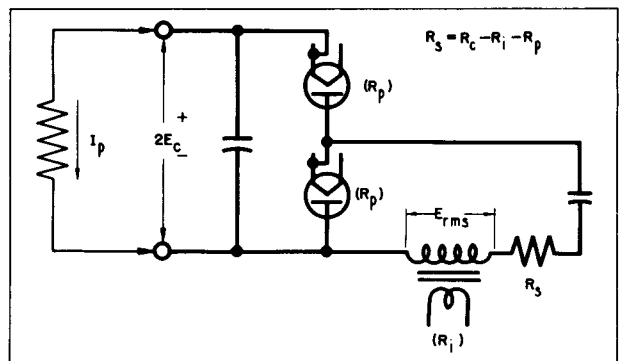 R_s = R_c - R_i - R_p
(R_p)
I_p
+
2E_c
-
(R_p)
E_rms
R_s
(R_i)